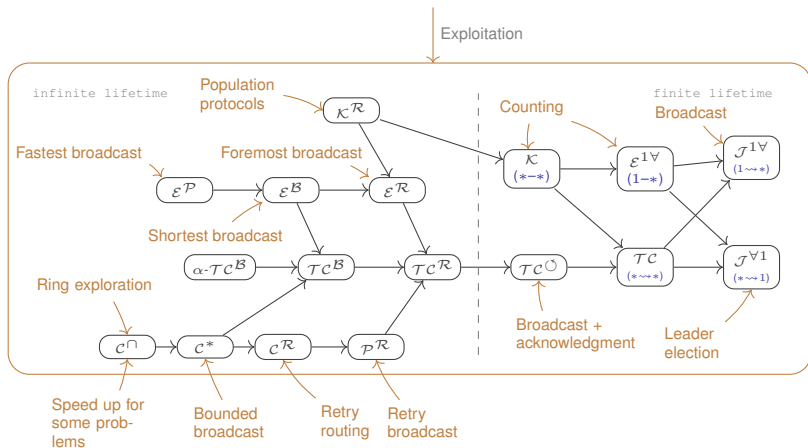 Exploitation
infinite lifetime
finite lifetime
Population
protocols
Counting
Broadcast
𝒦^ℛ
Fastest broadcast
Foremost broadcast
𝒦
(∗−∗)
ℰ^1∀
(1−∗)
𝒥^1∀
(1⇝∗)
ℰ^𝒫
ℰ^ℬ
ℰ^ℛ
Shortest broadcast
α-𝒯𝒞^ℬ
𝒯𝒞^ℬ
𝒯𝒞^ℛ
𝒯𝒞^↺
𝒯𝒞
(∗⇝∗)
𝒥^∀1
(∗⇝1)
Ring exploration
Broadcast +
acknowledgment
Leader
election
𝒞^∩
𝒞^*
𝒞^ℛ
𝒫^ℛ
Speed up for
some prob-
lems
Bounded
broadcast
Retry
routing
Retry
broadcast